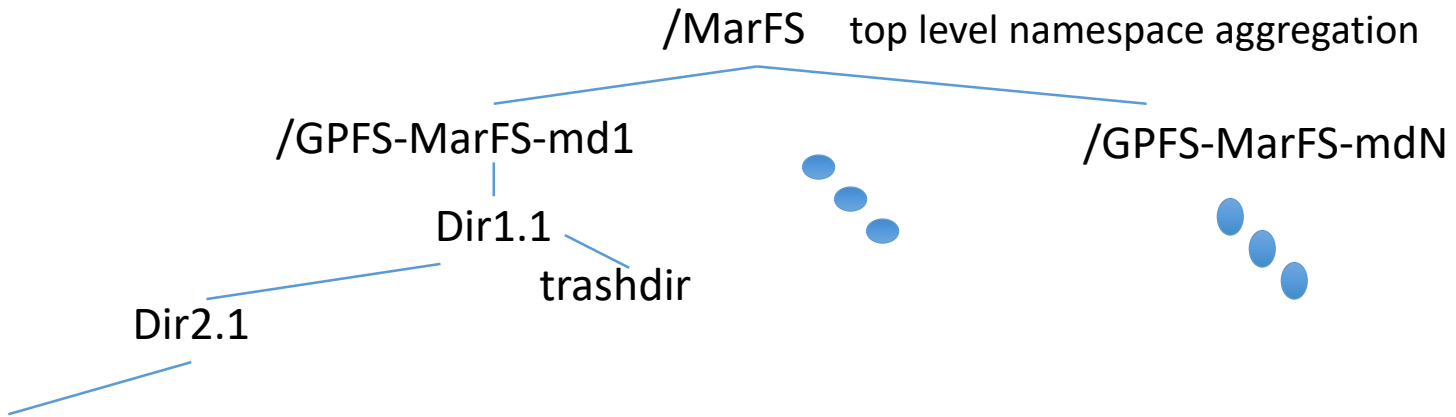 /MarFS top level namespace aggregation
/GPFS-MarFS-md1
/GPFS-MarFS-mdN
Dir1.1
trashdir
Dir2.1